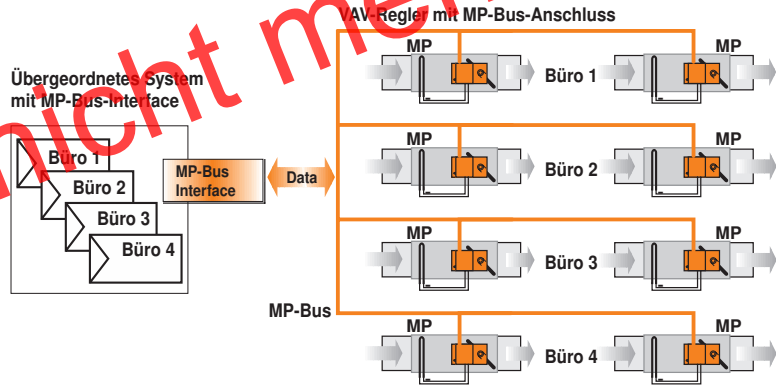 VAV-Regler mit MP-Bus-Anschluss
MP
MP
Büro 1
Übergeordnetes System
mit MP-Bus-Interface
Büro 1
Büro 2
Büro 3
Büro 4
MP-Bus
Interface
Data
MP
MP
Büro 2
MP
MP
Büro 3
MP-Bus
MP
MP
Büro 4
nicht meh